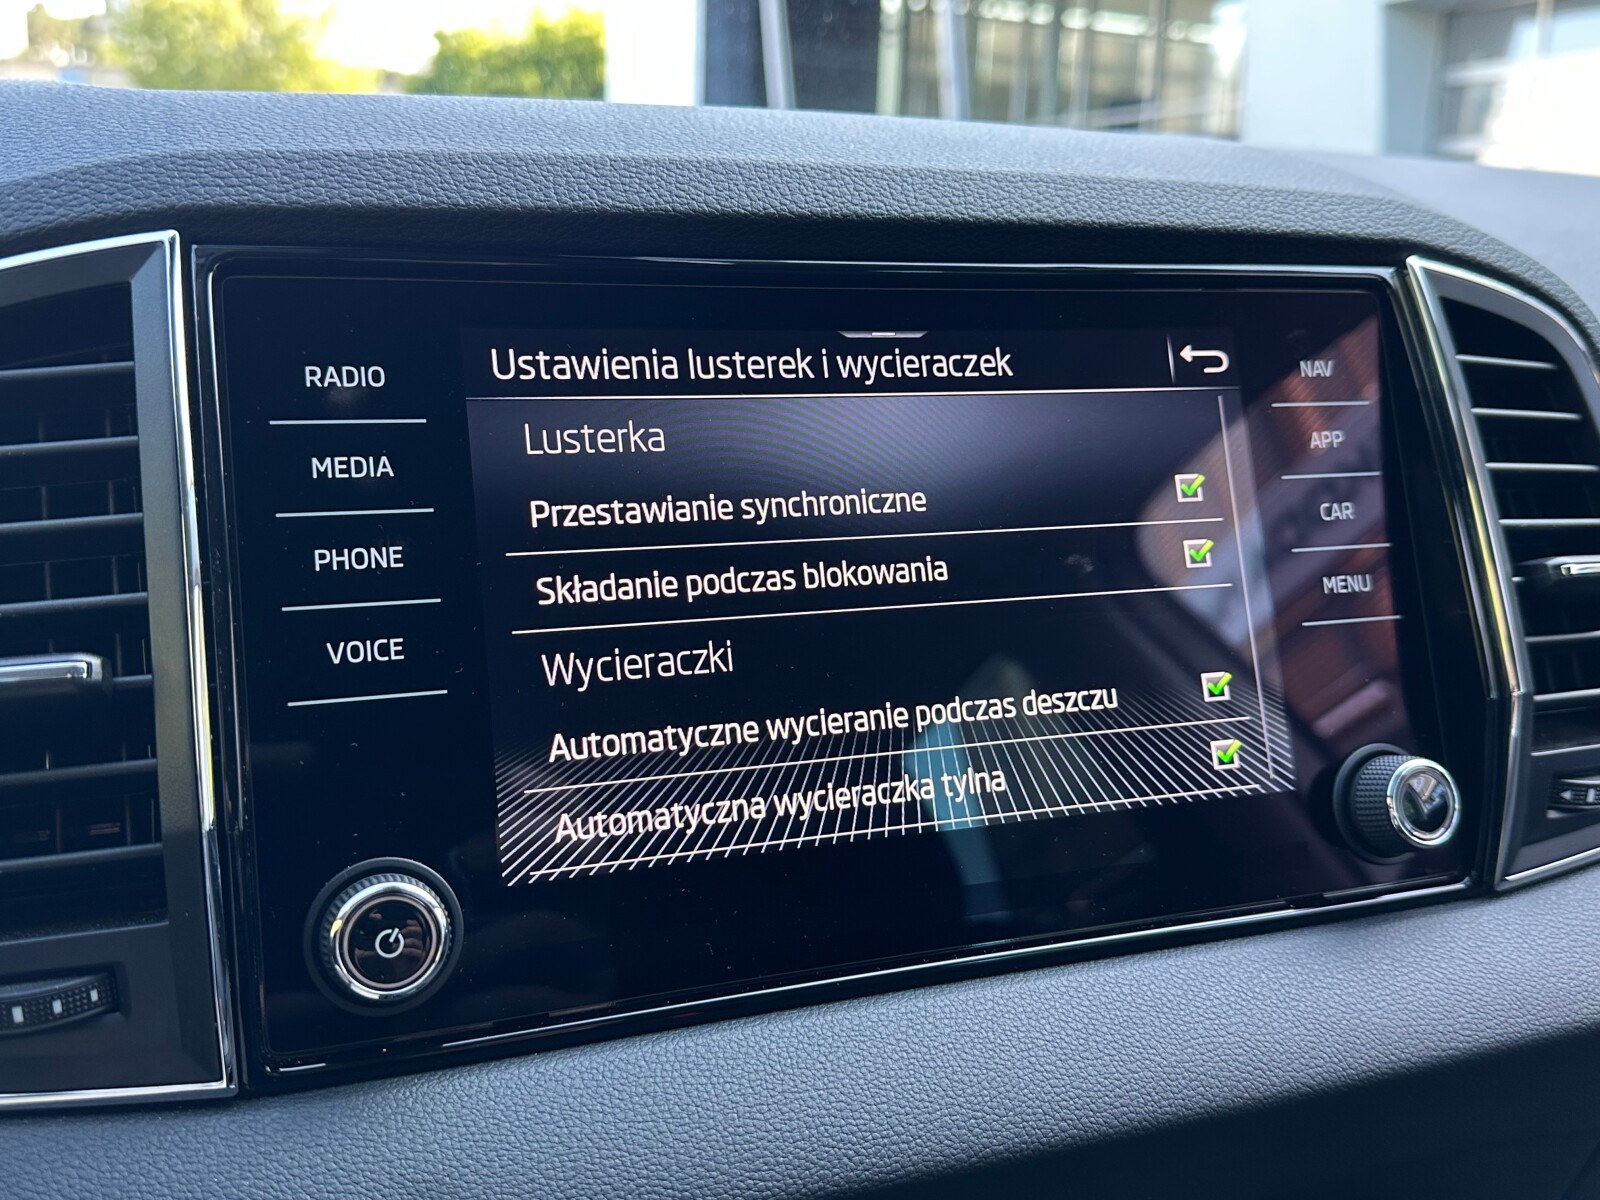 RADIO
MEDIA
PHONE
VOICE
Ustawienia lusterek i wycieraczek
Lusterka
Przestawianie synchroniczne
Składanie podczas blokowania
Wycieraczki
Automatyczne wycieranie podczas deszczu
Automatyczna wycieraczka tylna
NAV
APP
CAR
MENU